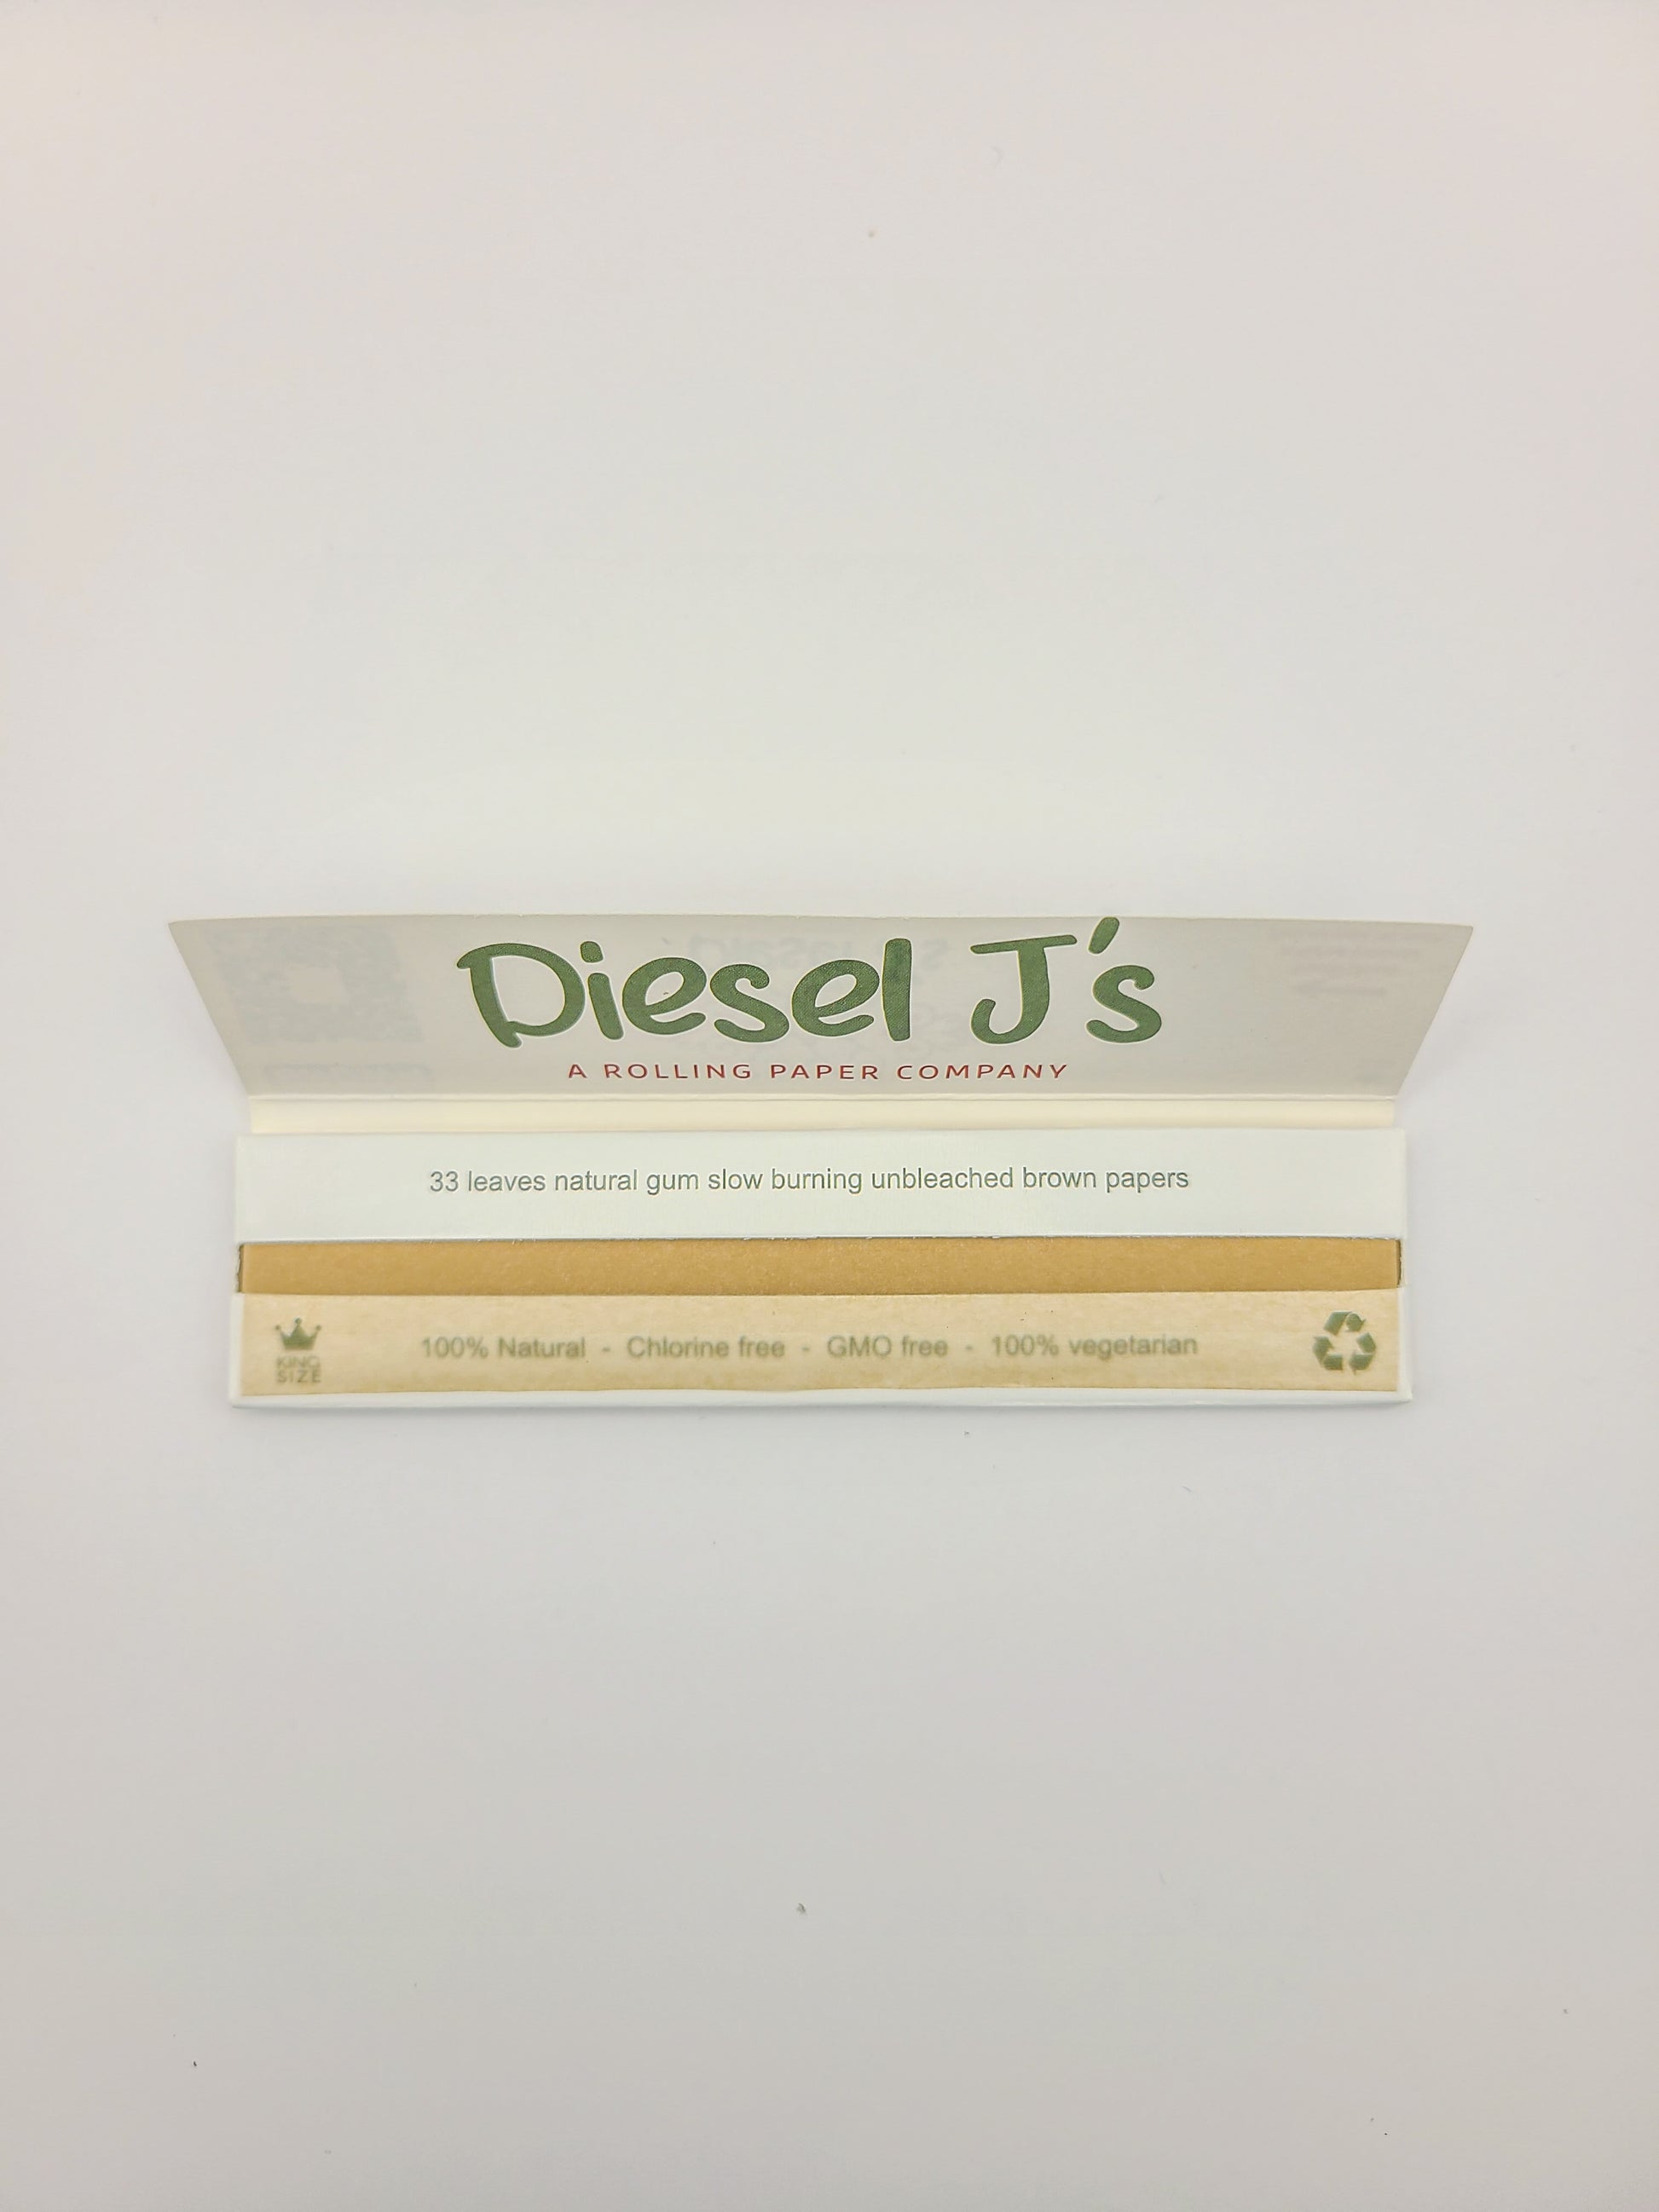 Diesel J's
A ROLLING PAPER COMPANY
33 leaves natural gum slow burning unbleached brown papers
KING
SIZE
100% Natural - Chlorine free - GMO free - 100% vegetarian